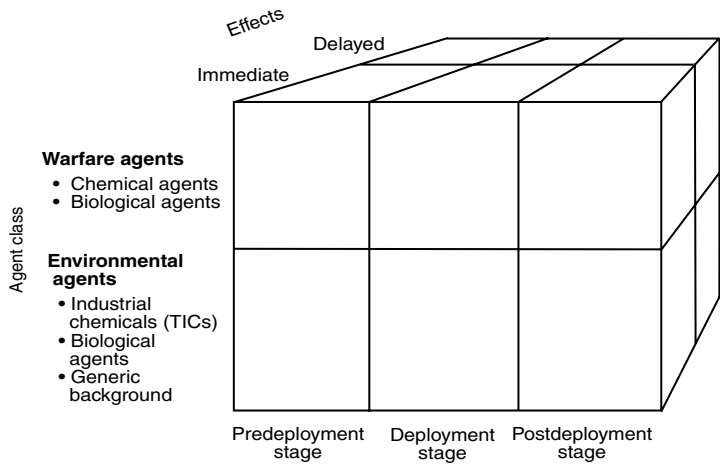 Effects
Delayed
Immediate
Agent class
Warfare agents
• Chemical agents
• Biological agents
Environmental
agents
• Industrial
chemicals (TICs)
• Biological
agents
• Generic
background
Predeployment
stage
Deployment
stage
Postdeployment
stage